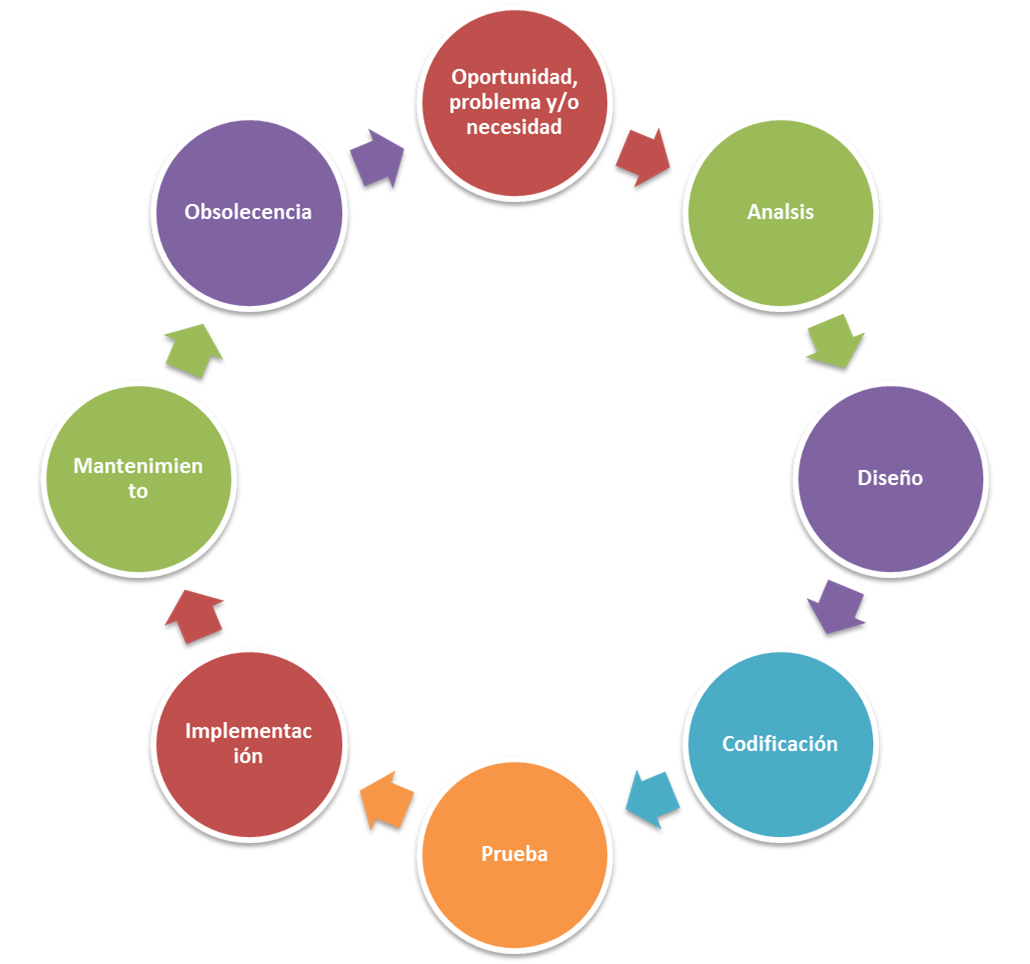 Oportunidad,
problema y/o
necesidad
Analsis
Diseño
Codificación
Prueba
Implementac
ión
Mantenimien
to
Obsolecencia